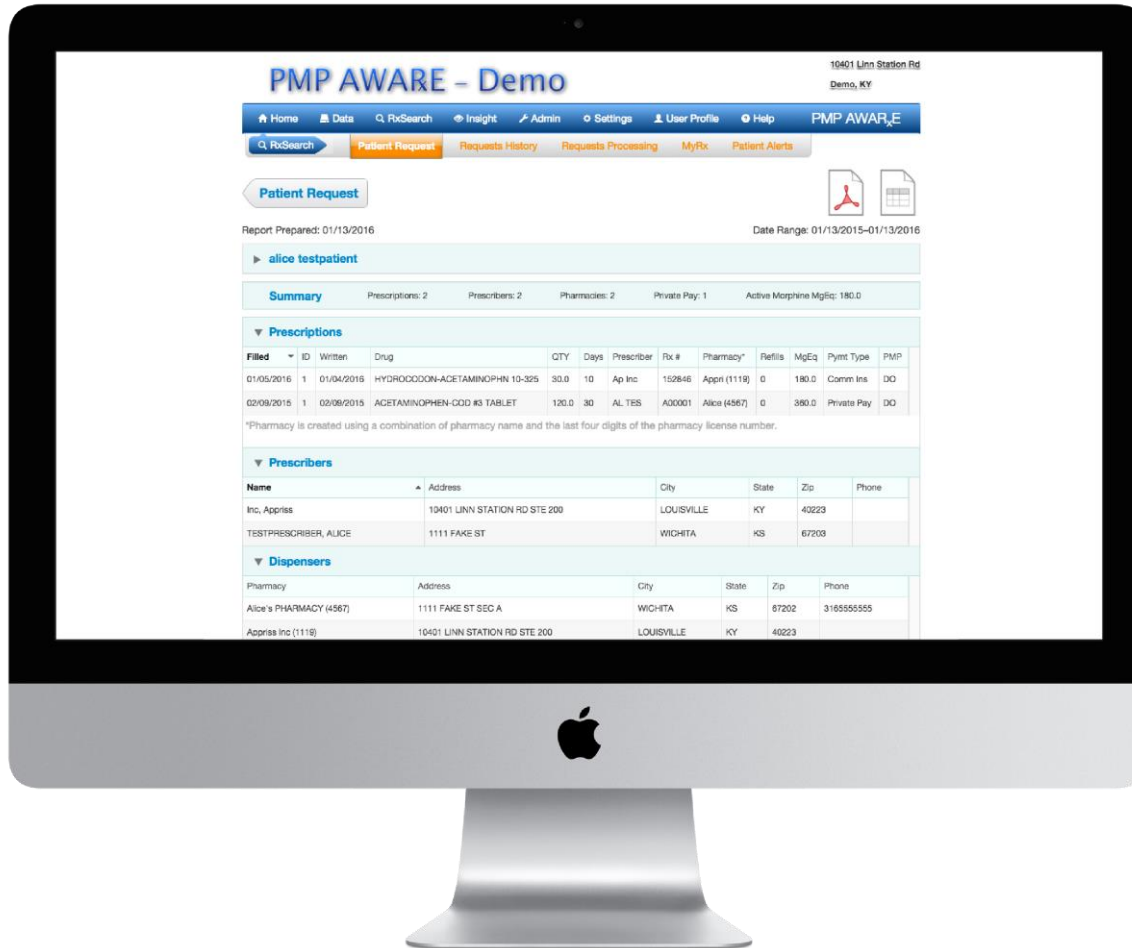 PMP AWARE – Demo
10401 Linn Station Rd
Demo, KY
Home Data RxSearch Insight Admin Settings User Profile Help PMP AWARxE
RxSearch Patient Request Requests History Requests Processing MyRx Patient Alerts
Patient Request
Report Prepared: 01/13/2016 Date Range: 01/13/2015–01/13/2016
alice testpatient
Summary Prescriptions: 2 Prescribers: 2 Pharmacies: 2 Private Pay: 1 Active Morphine MgEq: 180.0
Prescriptions
Filled ID Written Drug QTY Days Prescriber Rx # Pharmacy* Refills MgEq Pymt Type PMP
01/05/2016 1 01/04/2016 HYDROCODON-ACETAMINOPHN 10-325 30.0 10 Ap Inc 152846 Appri (1119) 0 180.0 Comm Ins DO
02/09/2015 1 02/09/2015 ACETAMINOPHEN-COD #3 TABLET 120.0 30 AL TES A00001 Alice (4567) 0 360.0 Private Pay DO
*Pharmacy is created using a combination of pharmacy name and the last four digits of the pharmacy license number.
Prescribers
Name Address City State Zip Phone
Inc, Appriss 10401 LINN STATION RD STE 200 LOUISVILLE KY 40223
TESTPRESCRIBER, ALICE 1111 FAKE ST WICHITA KS 67203
Dispensers
Pharmacy Address City State Zip Phone
Alice's PHARMACY (4567) 1111 FAKE ST SEC A WICHITA KS 67202 3165555555
Appriss Inc (1119) 10401 LINN STATION RD STE 200 LOUISVILLE KY 40223